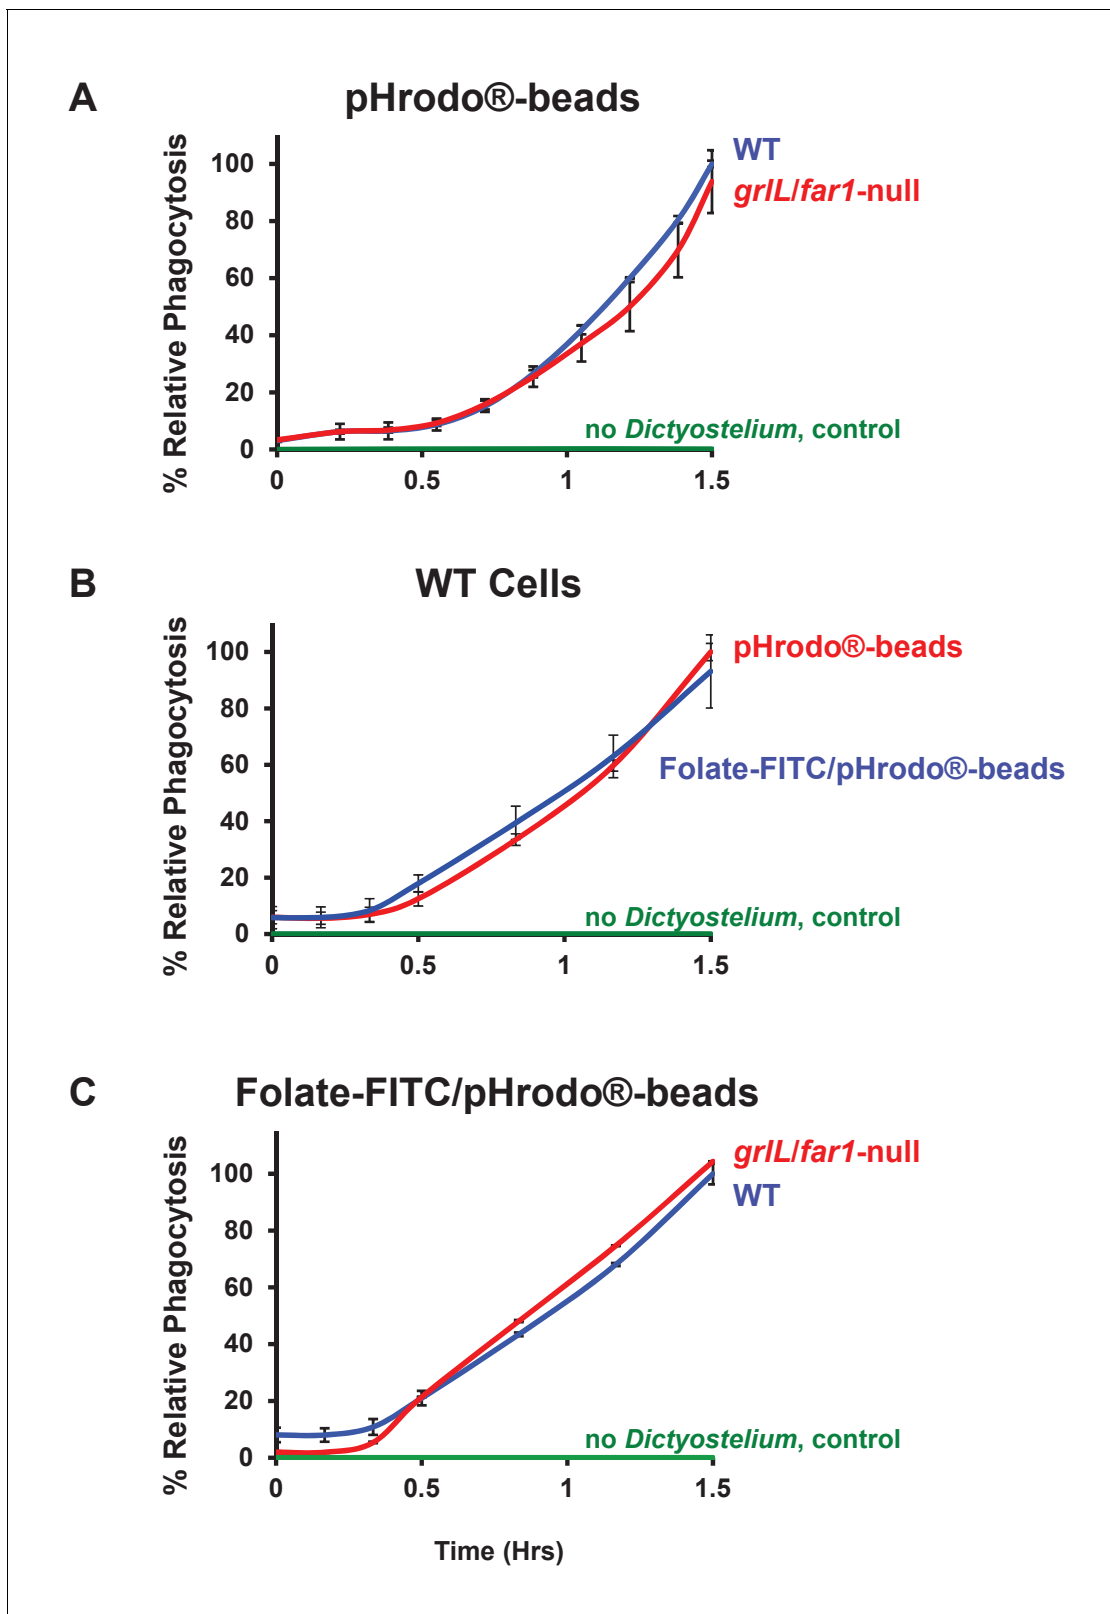 A
pHrodo®-beads
% Relative Phagocytosis
100
80
60
40
20
0
WT
grlL/far1-null
no Dictyostelium, control
0 0.5 1 1.5
B
WT Cells
% Relative Phagocytosis
100
80
60
40
20
0
pHrodo®-beads
Folate-FITC/pHrodo®-beads
no Dictyostelium, control
0 0.5 1 1.5
C
Folate-FITC/pHrodo®-beads
% Relative Phagocytosis
100
80
60
40
20
0
grlL/far1-null
WT
no Dictyostelium, control
0 0.5 1 1.5
Time (Hrs)